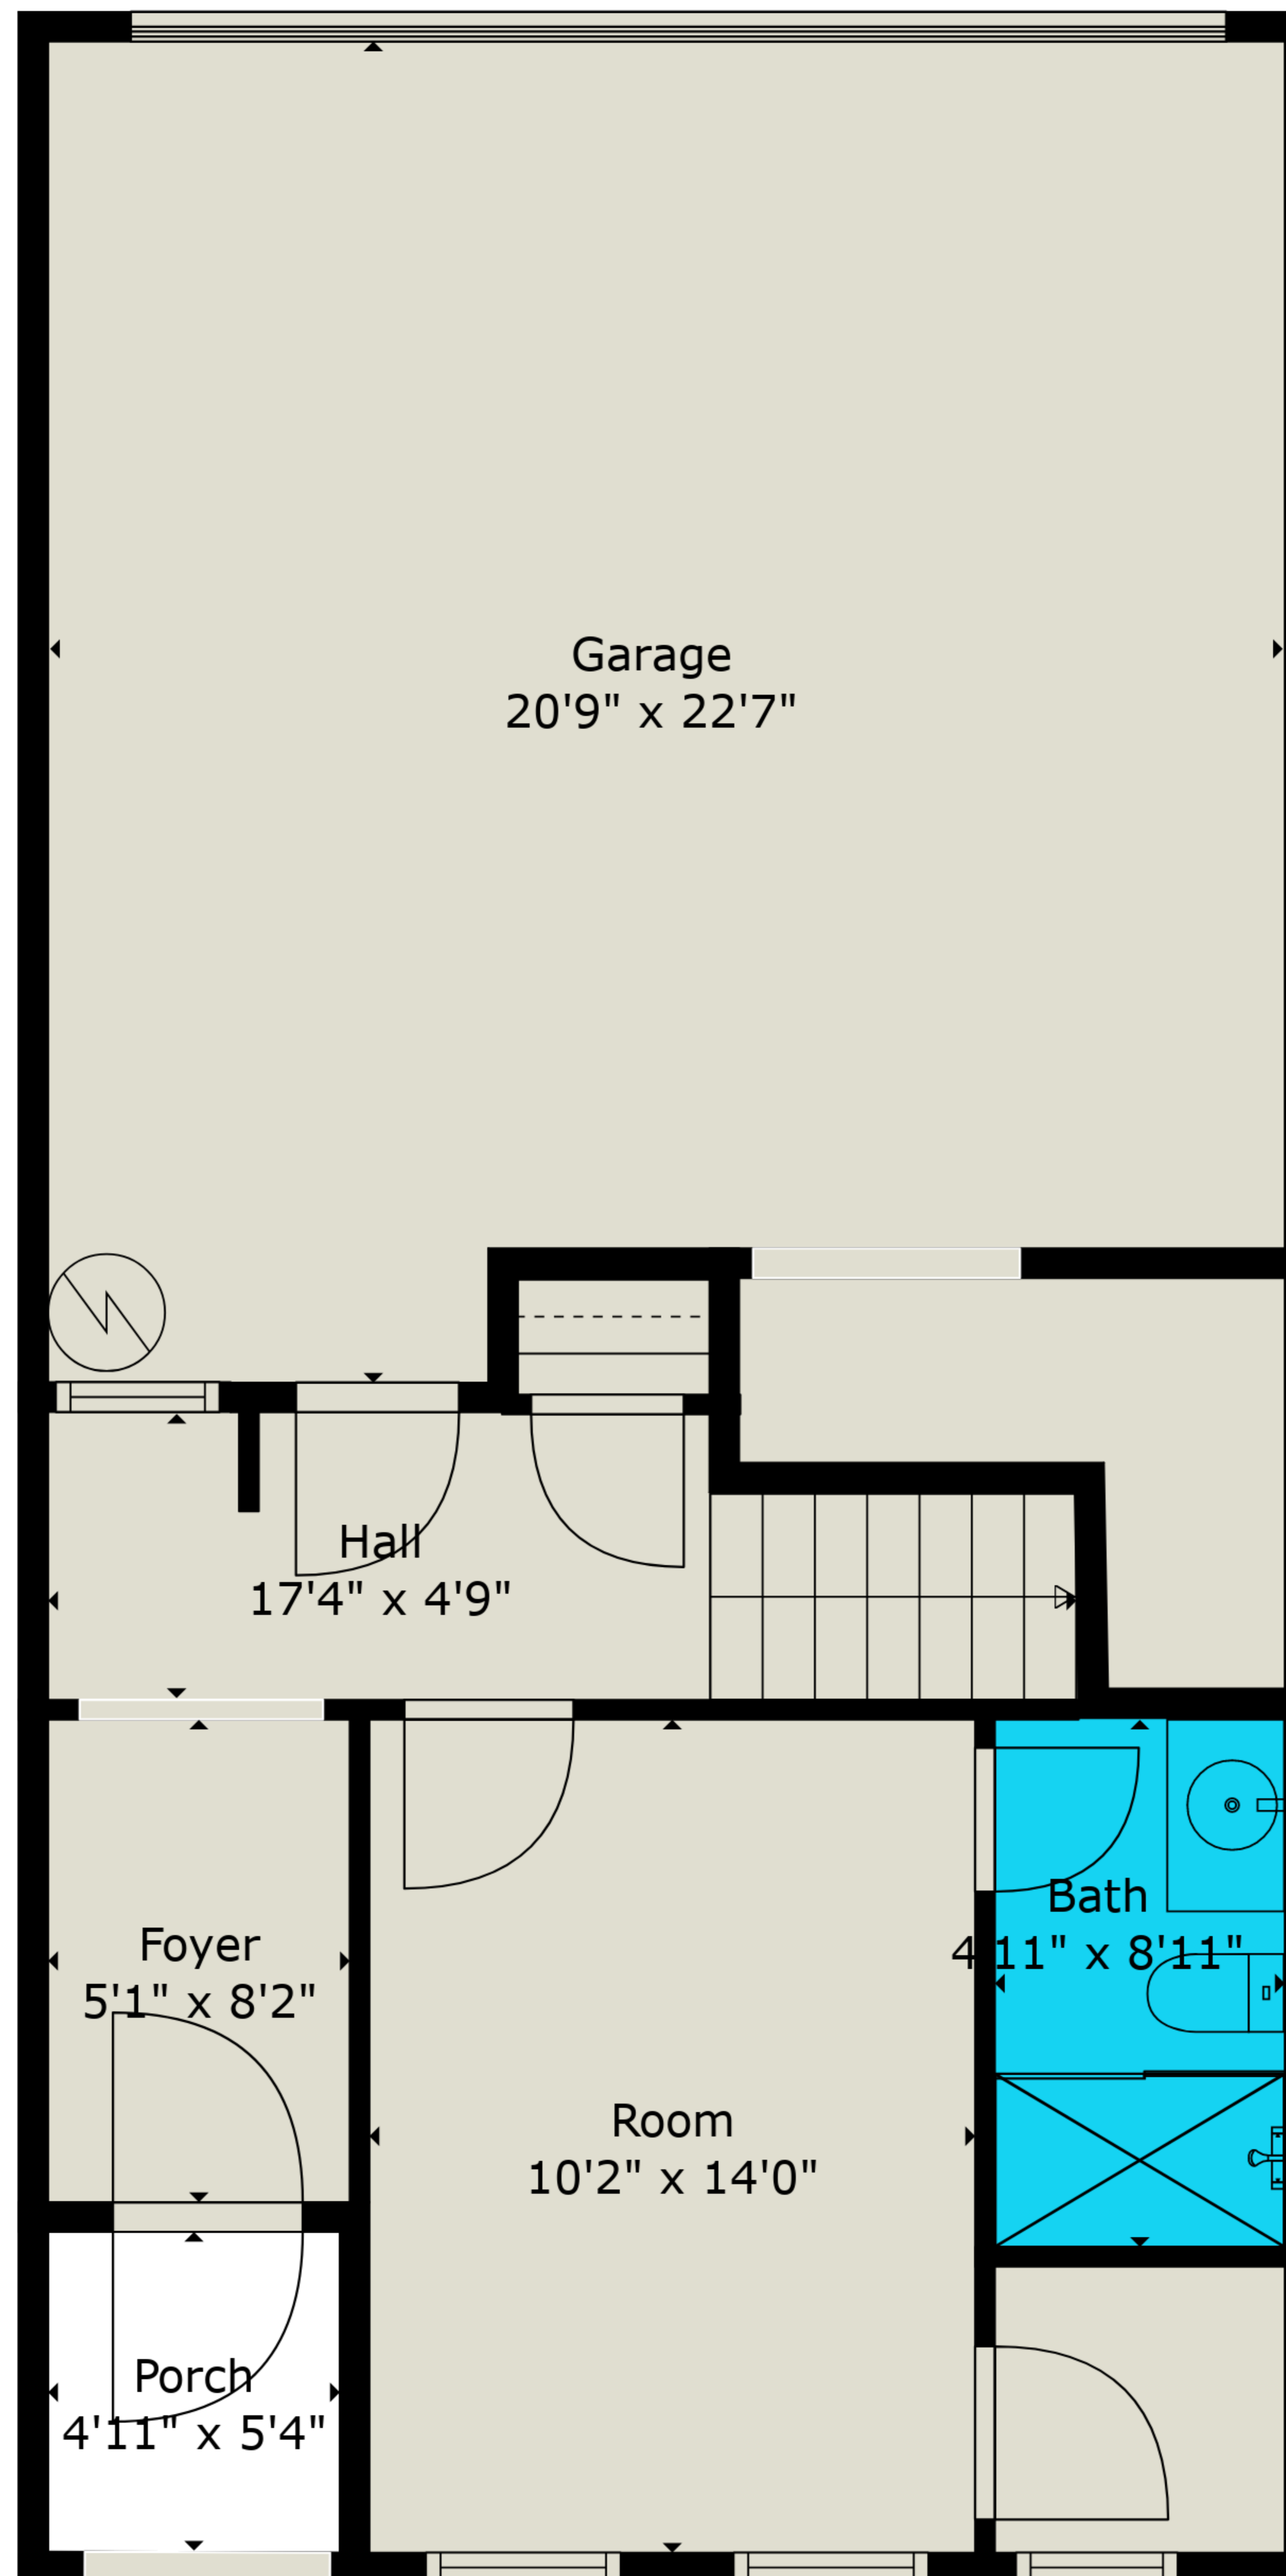 Garage
20'9" x 22'7"
Hall
17'4" x 4'9"
Bath
4'11" x 8'11"
Foyer
5'1" x 8'2"
Room
10'2" x 14'0"
Porch
4'11" x 5'4"